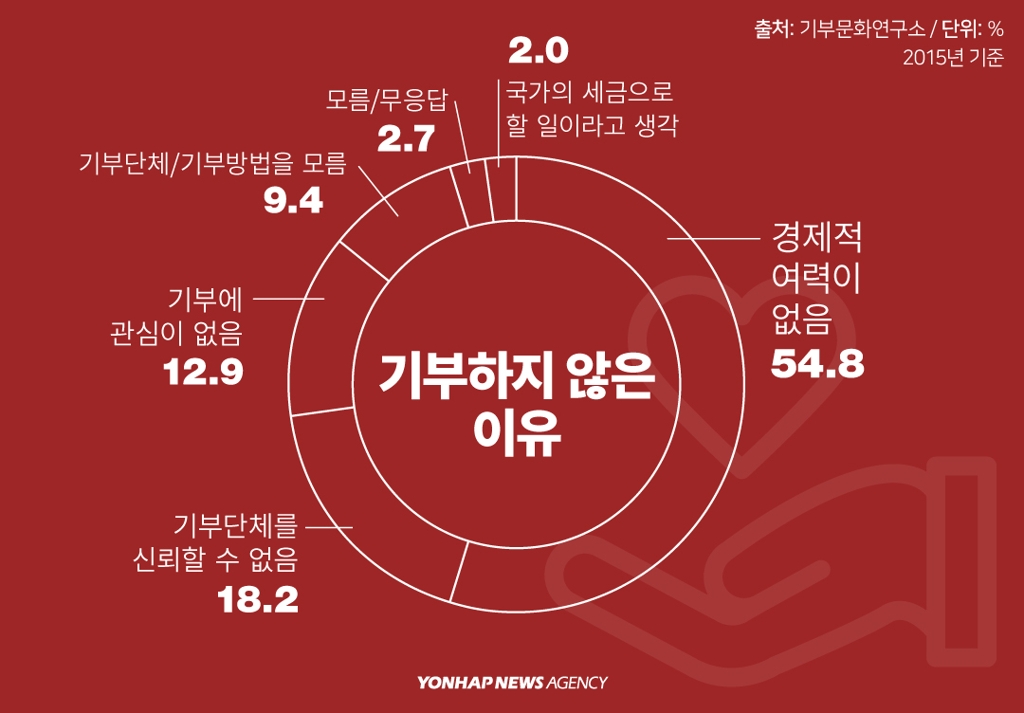 출처: 기부문화연구소 / 단위: %
2015년 기준
2.0
국가의 세금으로
할 일이라고 생각
모름/무응답
2.7
기부단체/기부방법을 모름
9.4
기부에
관심이 없음
12.9
기부단체를
신뢰할 수 없음
18.2
경제적
여력이
없음
54.8
기부하지 않은
이유
YONHAP NEWS AGENCY